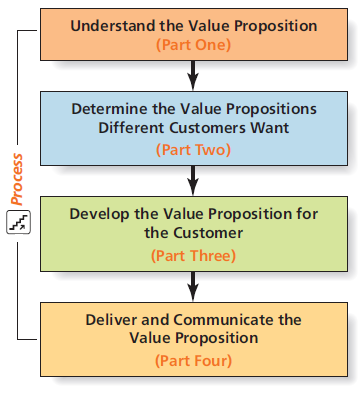 Understand the Value Proposition
(Part One)
Determine the Value Propositions
Different Customers Want
(Part Two)
Process
Develop the Value Proposition for
the Customer
(Part Three)
Deliver and Communicate the
Value Proposition
(Part Four)